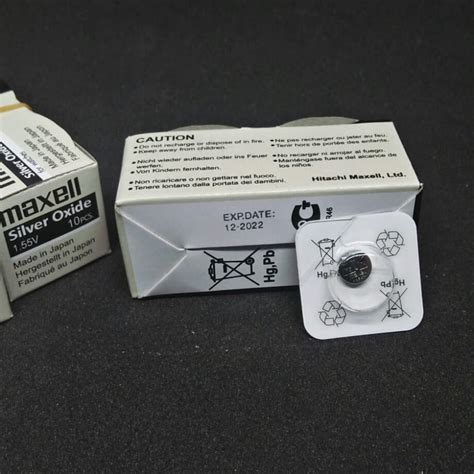 maxell
Silver Oxide
1.55V 10PCS.
Made in Japan
Hergestellt in Japan
Fabriqué au Japon
CAUTION
•Do not recharge or dispose of in fire.
•Keep away from children.
•Nicht wieder aufladen oder ins Feuer
werfen.
•Von Kindern fernhalten.
•Non ricaricare o non gettare nel fuoco.
•Tenere lontano dalla portata dei bambini.
•Ne pas recharger ou jeter au feu.
•Tenir hors de portée des enfants.
•No recargar ni arrojar al fuego.
•Manténgase fuera del alcance de
los niños.
Hitachi Maxell, Ltd.
EXP.DATE:
12-2022
Hg,Pb
R46
Hg,Pb